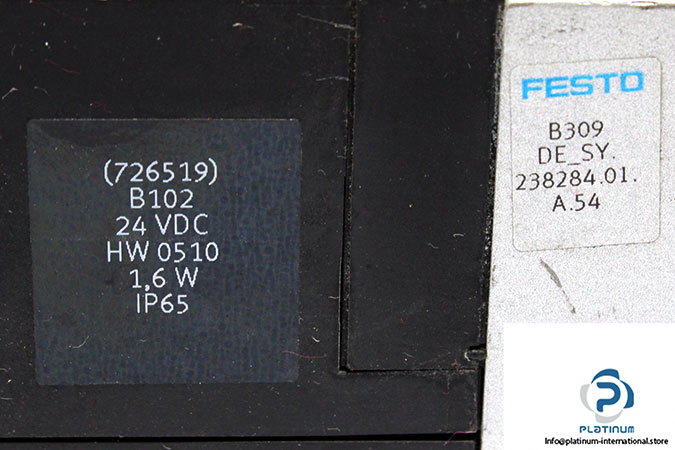 (726519)
B102
24 VDC
HW 0510
1,6 W
IP65
FESTO
B309
DE_SY.
238284.01.
A.54
PLATINUM
Info@platinum-international.store